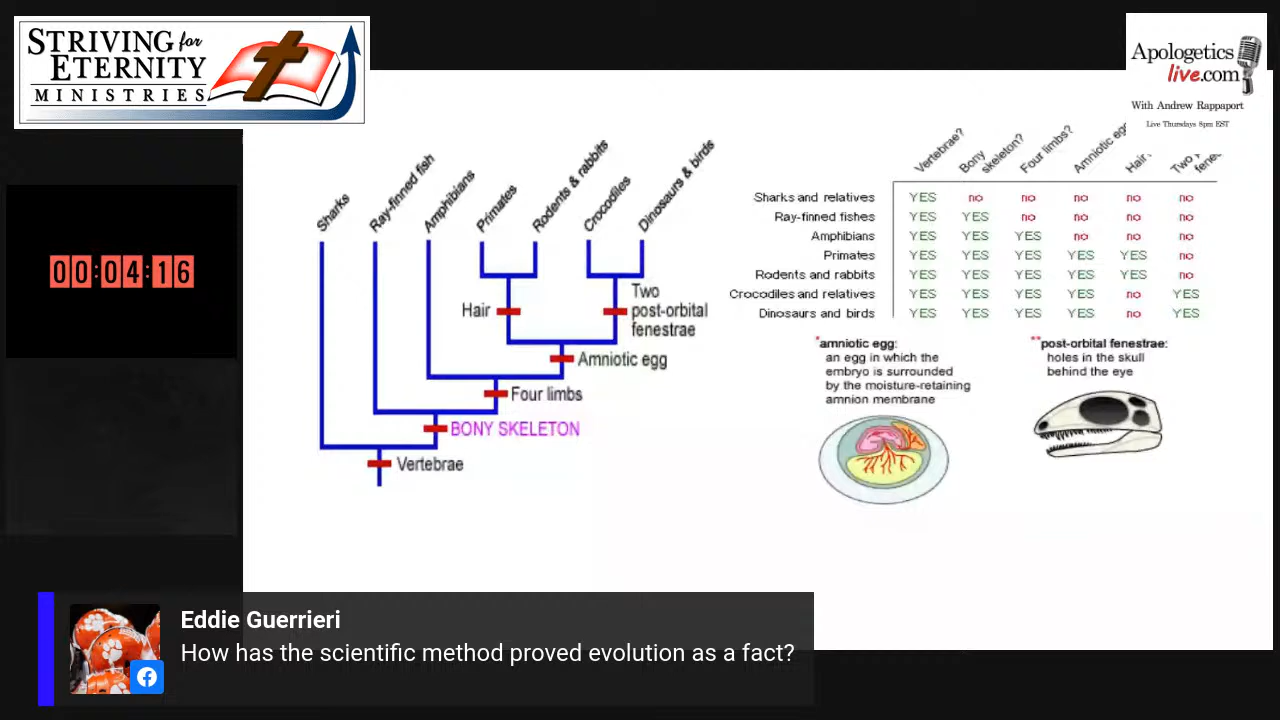 STRIVING for
ETERNITY
MINISTRIES
Apologetics
live.com
With Andrew Rappaport
Live Thursdays 8pm EST
00:04:16
Sharks
Ray-finned fish
Amphibians
Primates
Rodents & rabbits
Crocodiles
Dinosaurs & birds
Hair
Two
post-orbital
fenestrae
Amniotic egg
Four limbs
BONY SKELETON
Vertebrae
Vertebrae?
Bony
skeleton?
Four limbs?
Amniotic egg
Hair
Two
Sharks and relatives YES no no no no no
Ray-finned fishes YES YES no no no no
Amphibians YES YES YES no no no
Primates YES YES YES YES YES no
Rodents and rabbits YES YES YES YES YES no
Crocodiles and relatives YES YES YES YES no YES
Dinosaurs and birds YES YES YES YES no YES
*amniotic egg:
an egg in which the
embryo is surrounded
by the moisture-retaining
amnion membrane
**post-orbital fenestrae:
holes in the skull
behind the eye
Eddie Guerrieri
How has the scientific method proved evolution as a fact?